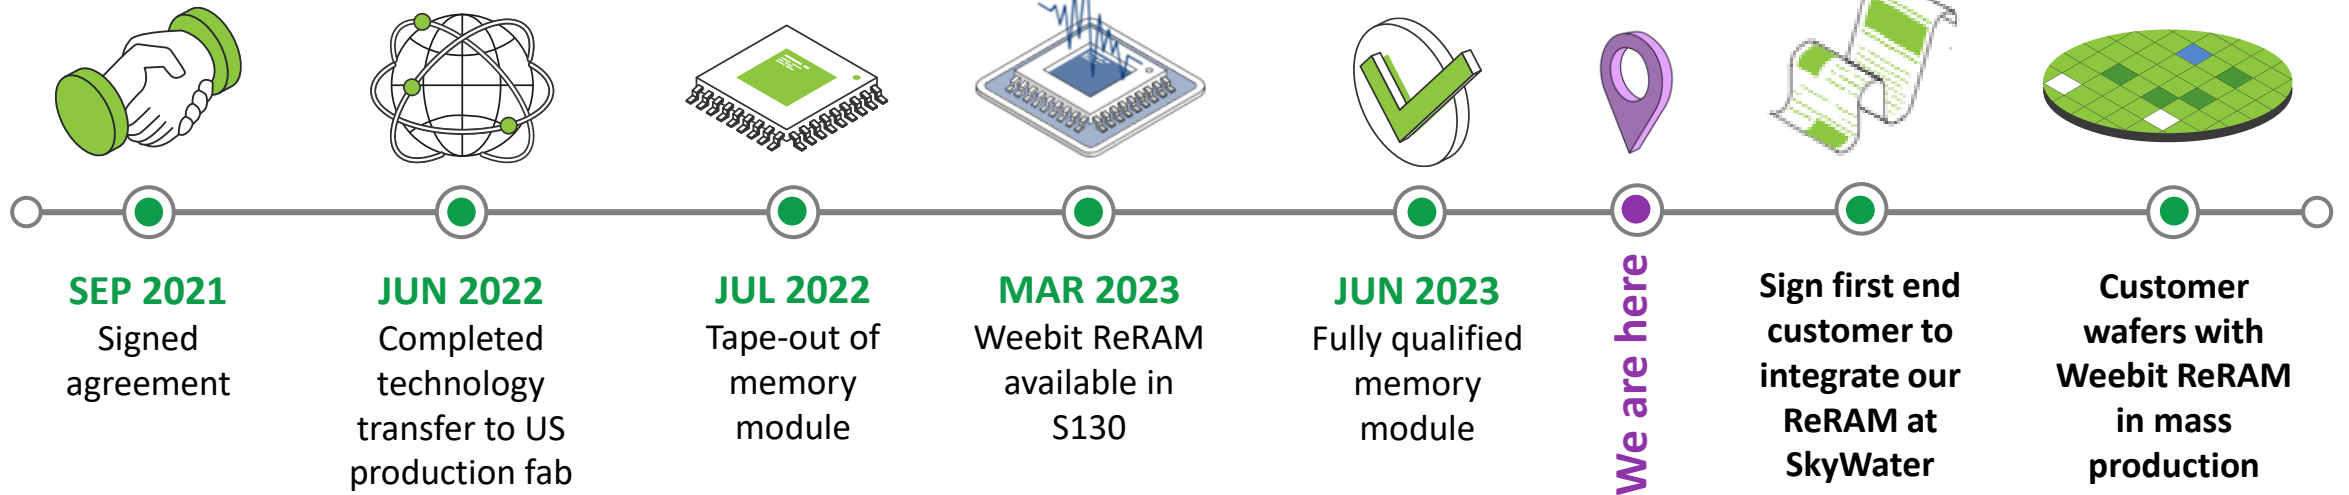 SEP 2021
Signed
agreement
JUN 2022
Completed
technology
transfer to US
production fab
JUL 2022
Tape-out of
memory
module
MAR 2023
Weebit ReRAM
available in
S130
JUN 2023
Fully qualified
memory
module
We are here
Sign first end
customer to
integrate our
ReRAM at
SkyWater
Customer
wafers with
Weebit ReRAM
in mass
production